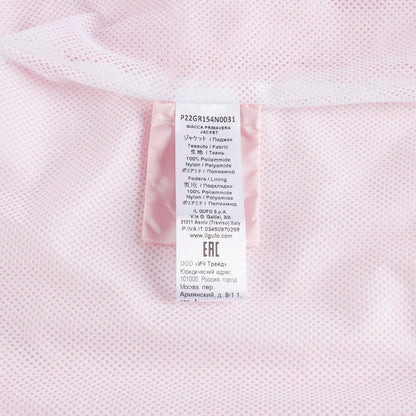 P22GR154N0031
GIACCA PRIMAVERA
JACKET
ジャケット / Пиджак
Tessuto / Fabric
生地 / Ткань
100% Poliammide
Nylon / Polyamide
ポリアミド / Полиамид
Fodera / Lining
裏地 / Подкладка
100% Poliammide
Nylon / Polyamide
ポリアミド / Полиамид
IL GUFO S.p.A.
V.le G. Galilei, 3/A
31011 Asolo (Treviso) Italy
P.IVA.IT 03450970268
www.ilgufo.com
EAC
ООО «ИЧ Трейд»
Юридический адрес
101000, Россия, город
Москва, пер.
Армянский, д. 9/1 1,